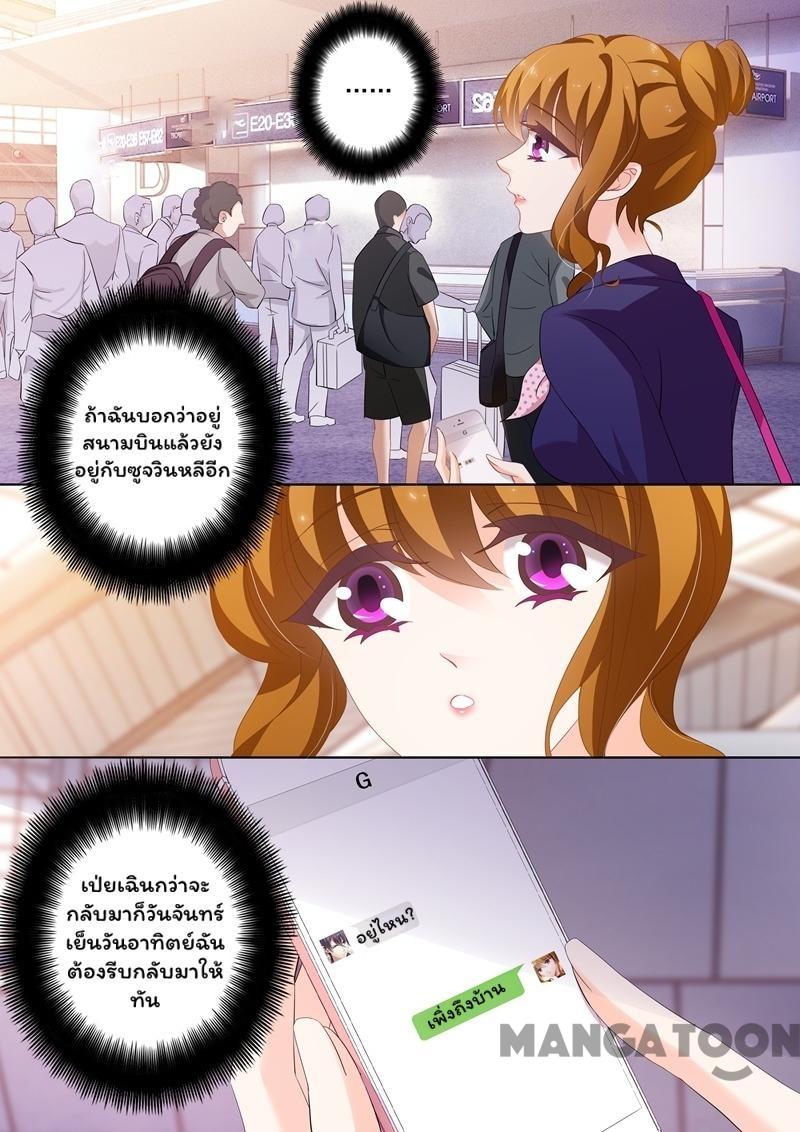 ......
E20-E26 E57-E62
E20-E3
AIRPORT
D
G
ถ้าฉันบอกว่าอยู่
สนามบินแล้วยัง
อยู่กับซูจวินหลีอีก
G
เป่ยเฉินกว่าจะ
กลับมาก็วันจันทร์
เย็นวันอาทิตย์ฉัน
ต้องรีบกลับมาให้
ทัน
อยู่ไหน?
เพิ่งถึงบ้าน
MANGATOON